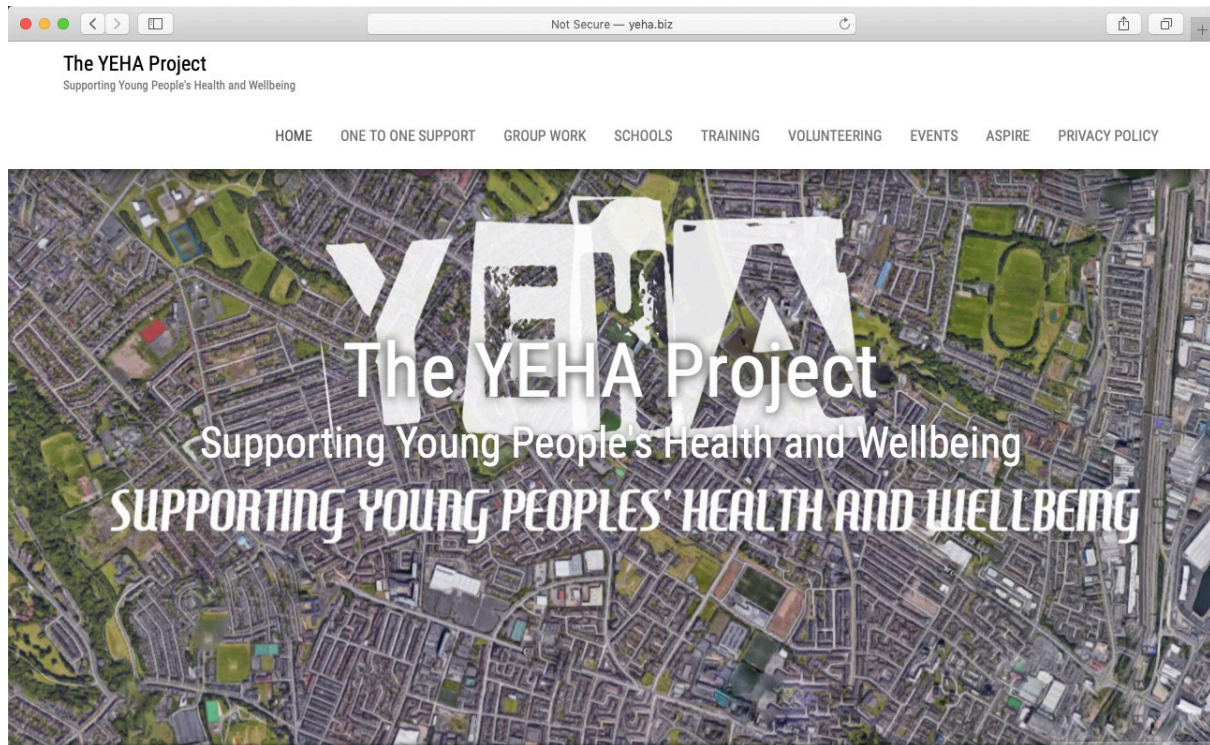 Not Secure — yeha.biz
The YEHA Project
Supporting Young People's Health and Wellbeing
HOME ONE TO ONE SUPPORT GROUP WORK SCHOOLS TRAINING VOLUNTEERING EVENTS ASPIRE PRIVACY POLICY
YEHA
The YEHA Project
Supporting Young People's Health and Wellbeing
SUPPORTING YOUNG PEOPLES' HEALTH AND WELLBEING